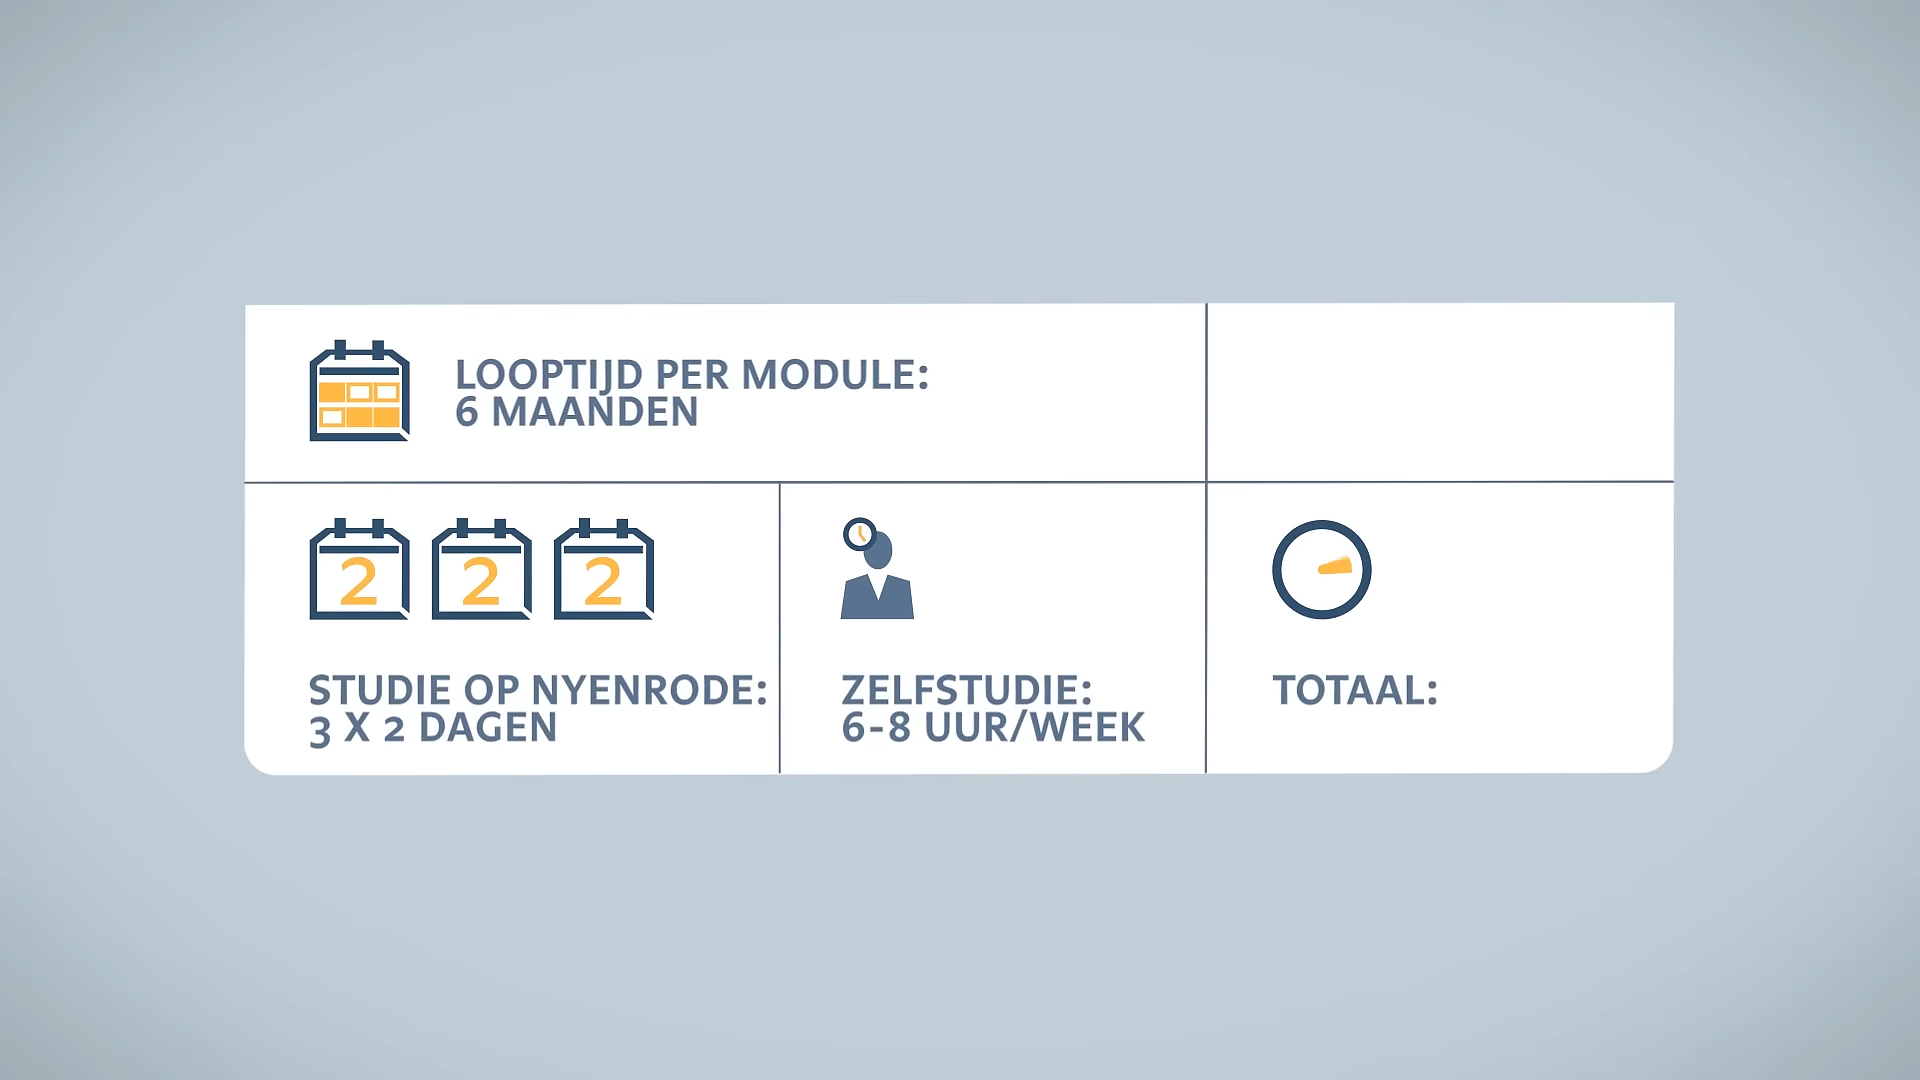 LOOPTIJD PER MODULE:
6 MAANDEN
2 2 2
STUDIE OP NYENRODE:
3 X 2 DAGEN
ZELFSTUDIE:
6-8 UUR/WEEK
TOTAAL: